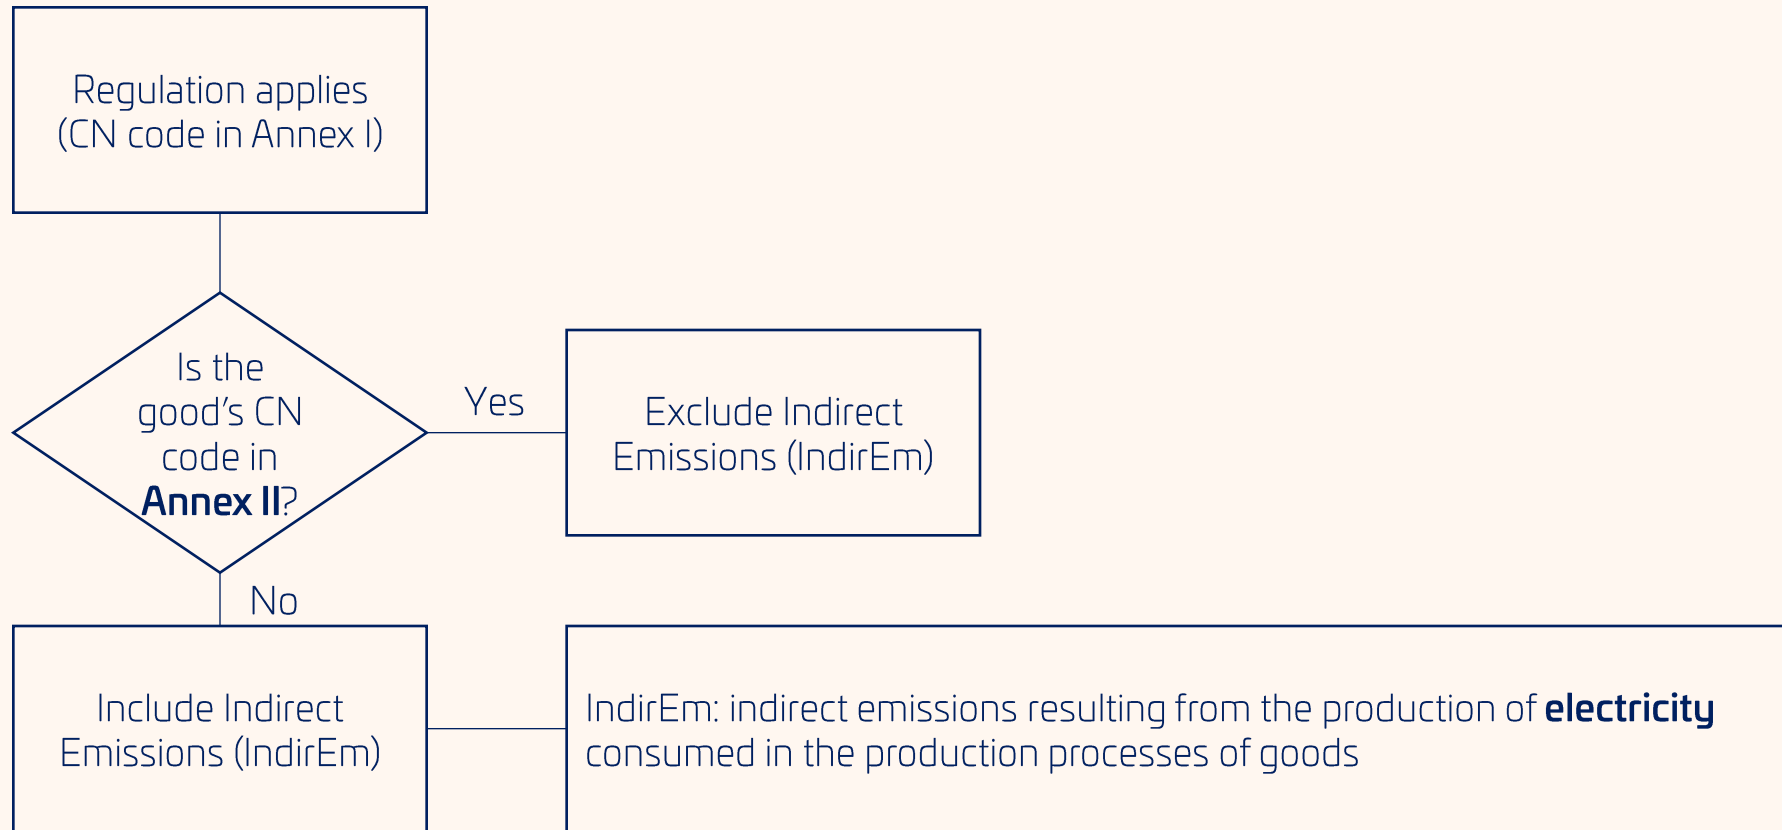 Regulation applies
(CN code in Annex I)
Is the
good's CN
code in
Annex II?
Yes
Exclude Indirect
Emissions (IndirEm)
No
Include Indirect
Emissions (IndirEm)
IndirEm: indirect emissions resulting from the production of electricity
consumed in the production processes of goods